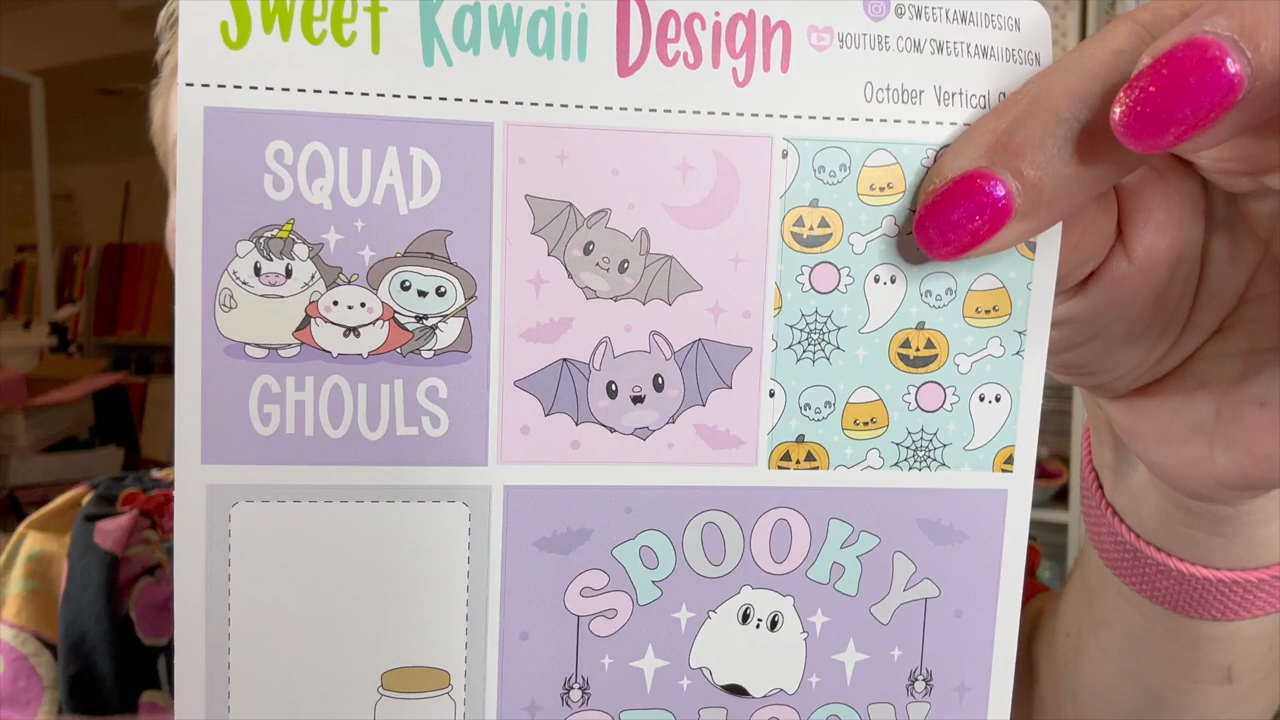 Sweet Kawaii Design
@SWEETKAWAIIDESIGN
YOUTUBE.COM/SWEETKAWAIIDESIGN
October Vertical
SQUAD
GHOULS
SPOOKY